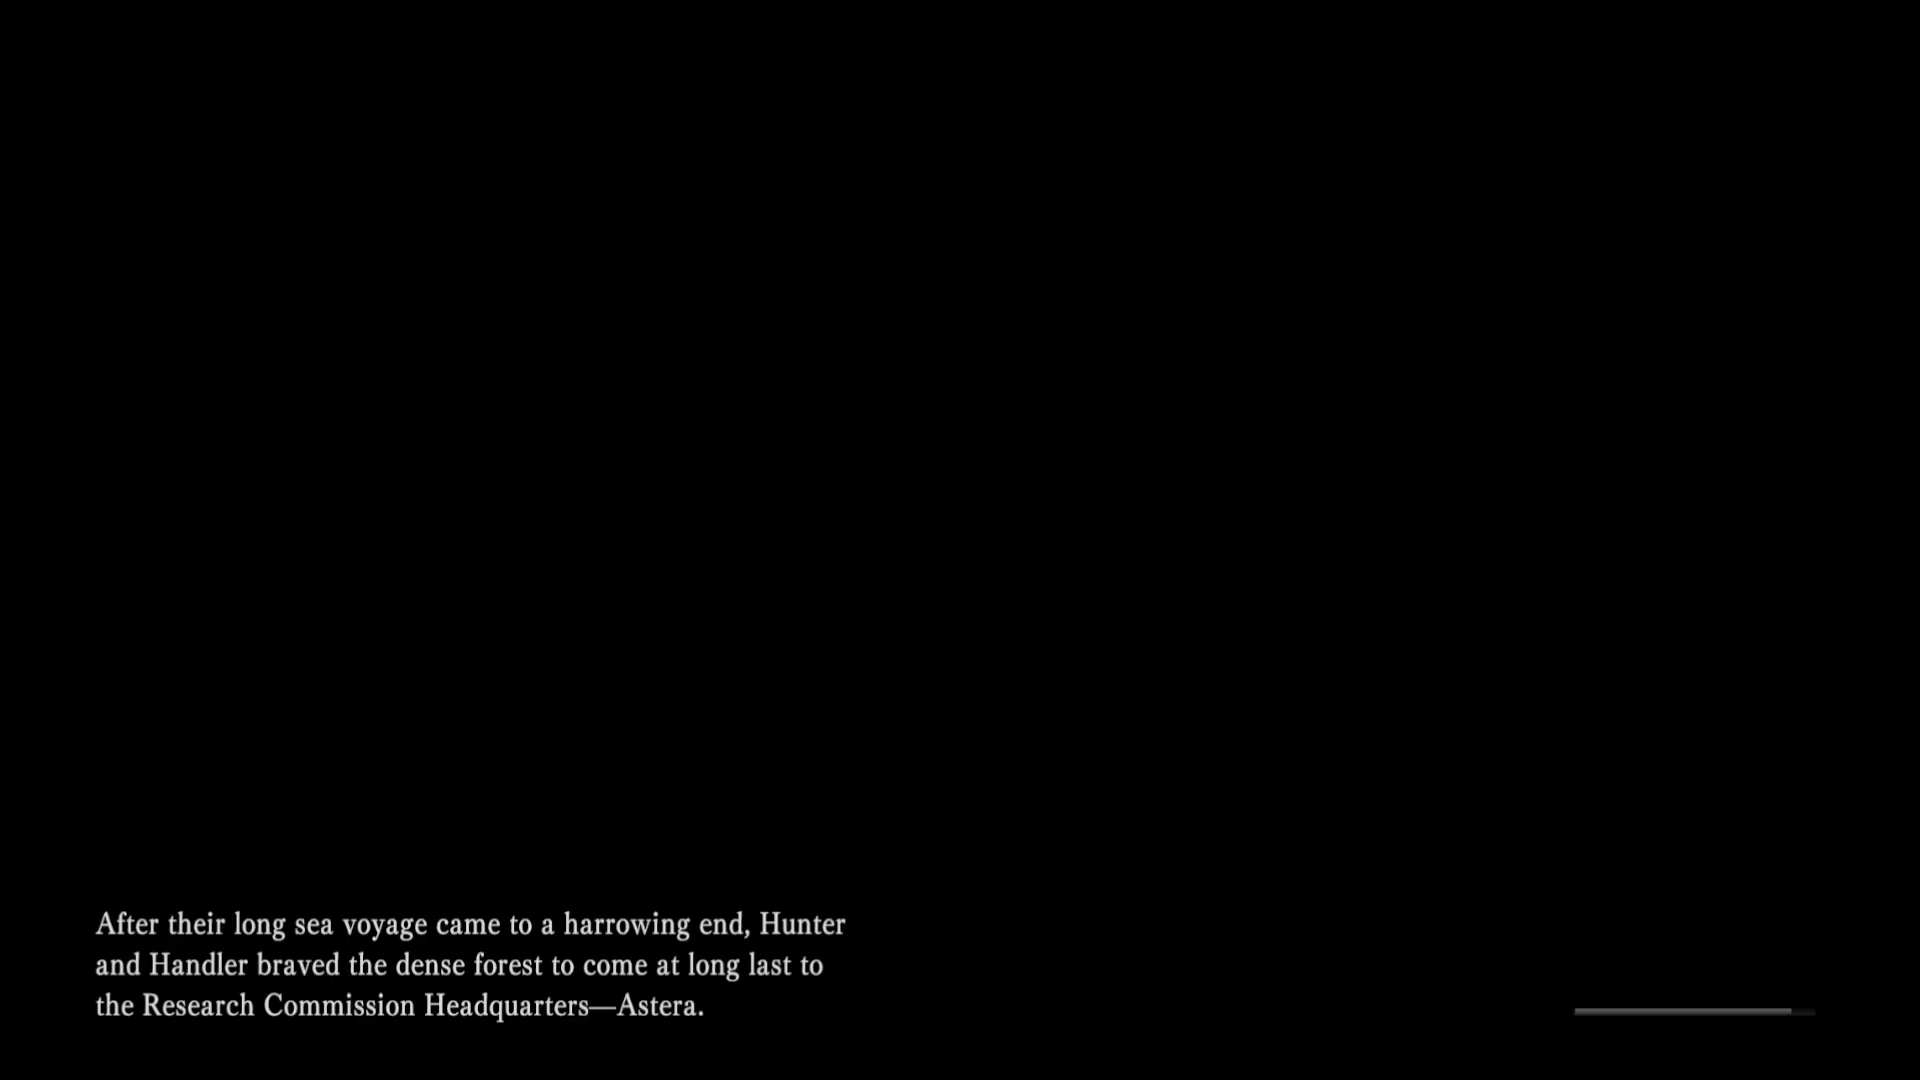 After their long sea voyage came to a harrowing end, Hunter
and Handler braved the dense forest to come at long last to
the Research Commission Headquarters—Astera.